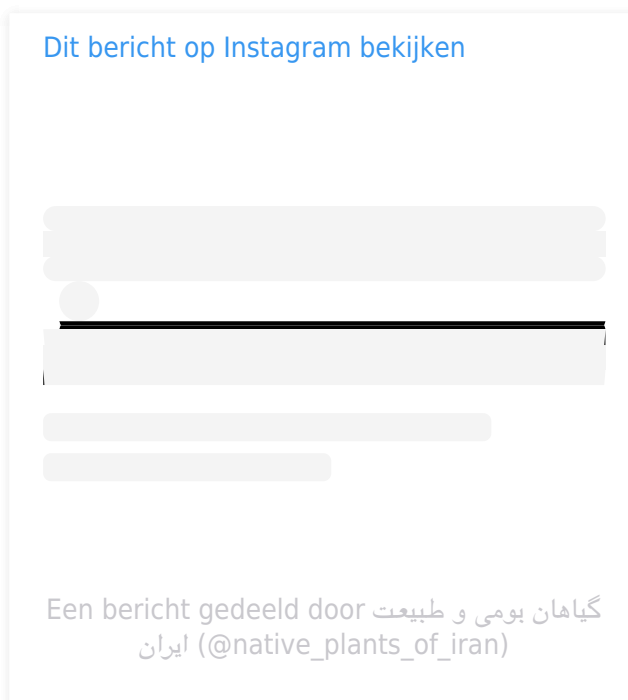 Dit bericht op Instagram bekijken
Een bericht gedeeld door گیاهان بومی و طبیعت
ایران (@native_plants_of_iran)